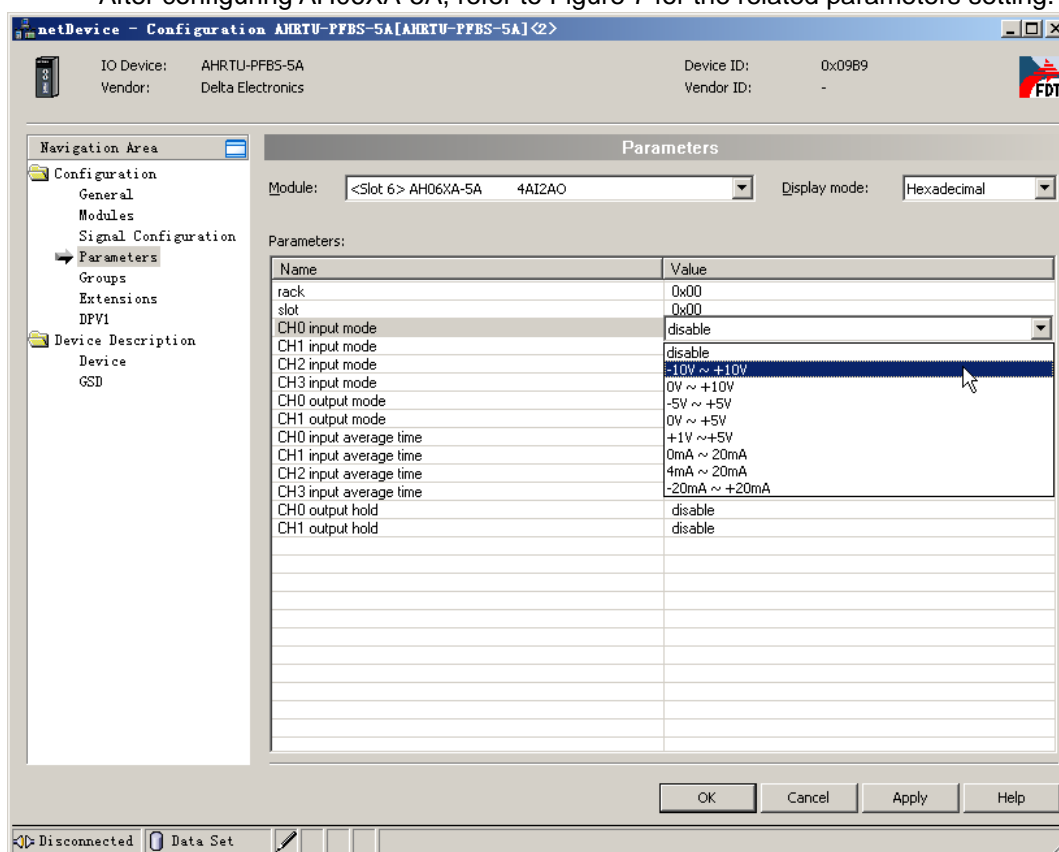 After configuring AH06XA-5A, refer to Figure 7 for the related parameters setting.
netDevice - Configuration AHRTU-PFBS-5A[AHRTU-PFBS-5A]<2>
IO Device: AHRTU-PFBS-5A Device ID: 0x09B9
Vendor: Delta Electronics Vendor ID: -
FDT
Navigation Area
Configuration
General
Modules
Signal Configuration
Parameters
Groups
Extensions
DPV1
Device Description
Device
GSD
Parameters
Module: <Slot 6> AH06XA-5A 4AI2AO Display mode: Hexadecimal
Parameters:
Name Value
rack 0x00
slot 0x00
CH0 input mode disable
CH1 input mode
CH2 input mode
CH3 input mode
CH0 output mode
CH1 output mode
CH0 input average time
CH1 input average time
CH2 input average time
CH3 input average time
CH0 output hold disable
CH1 output hold disable
disable
-10V ~ +10V
0V ~ +10V
-5V ~ +5V
0V ~ +5V
+1V ~+5V
0mA ~ 20mA
4mA ~ 20mA
-20mA ~ +20mA
OK Cancel Apply Help
Disconnected Data Set